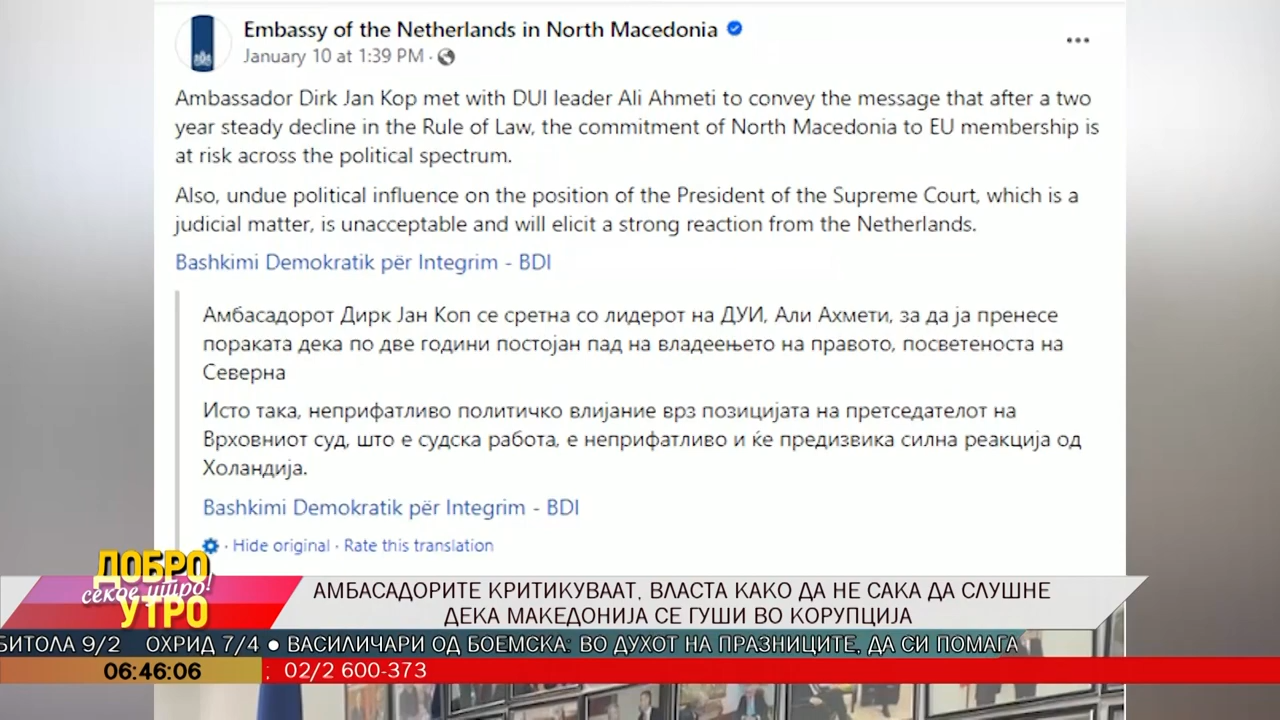 Embassy of the Netherlands in North Macedonia
January 10 at 1:39 PM ·
Ambassador Dirk Jan Kop met with DUI leader Ali Ahmeti to convey the message that after a two
year steady decline in the Rule of Law, the commitment of North Macedonia to EU membership is
at risk across the political spectrum.
Also, undue political influence on the position of the President of the Supreme Court, which is a
judicial matter, is unacceptable and will elicit a strong reaction from the Netherlands.
Bashkimi Demokratik për Integrim - BDI
Амбасадорот Дирк Јан Коп се сретна со лидерот на ДУИ, Али Ахмети, за да ја пренесе
пораката дека по две години постојан пад на владеењето на правото, посветеноста на
Северна
Исто така, неприфатливо политичко влијание врз позицијата на претседателот на
Врховниот суд, што е судска работа, е неприфатливо и ќе предизвика силна реакција од
Холандија.
Bashkimi Demokratik për Integrim - BDI
· Hide original · Rate this translation
ДОБРО
секое утро!
УТРО
АМБАСАДОРИТЕ КРИТИКУВААТ, ВЛАСТА КАКО ДА НЕ САКА ДА СЛУШНЕ
ДЕКА МАКЕДОНИЈА СЕ ГУШИ ВО КОРУПЦИЈА
БИТОЛА 9/2 ОХРИД 7/4 ● ВАСИЛИЧАРИ ОД БОЕМСКА: ВО ДУХОТ НА ПРАЗНИЦИТЕ, ДА СИ ПОМАГА
06:46:06 ; 02/2 600-373